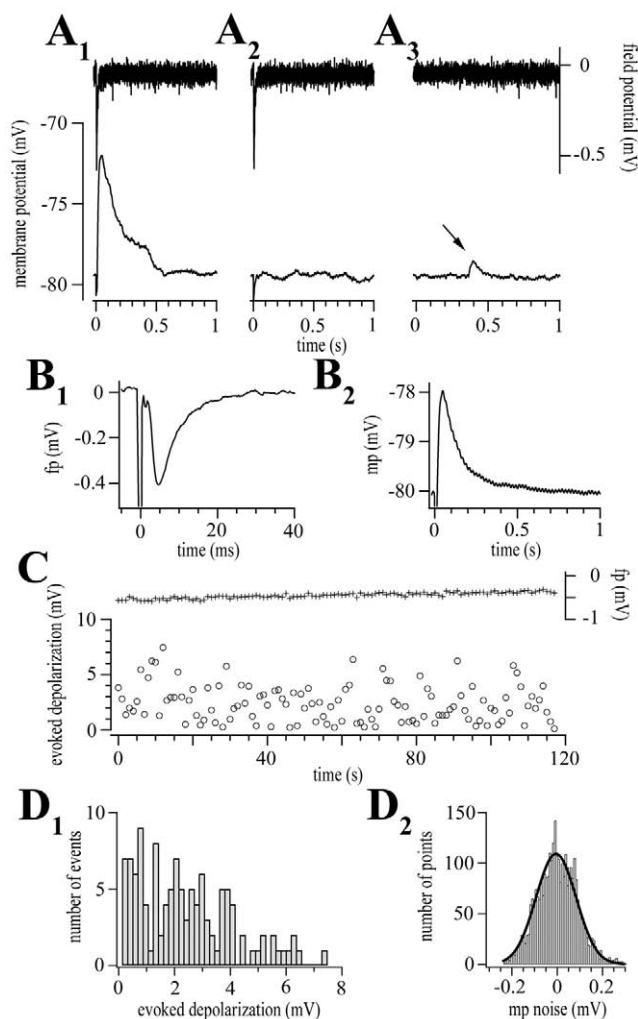 A1 A2 A3
membrane potential (mV)
-70
-75
-80
0 0.5 1
0 0.5 1
0 0.5 1
time (s)
field potential (mV)
0
-0.5
B1
fp (mV)
0
-0.2
-0.4
0 20 40
time (ms)
B2
mp (mV)
-78
-79
-80
0 0.5 1
time (s)
C
fp (mV)
0
-1
evoked depolarization (mV)
10
5
0
0 40 80 120
time (s)
D1
number of events
10
5
0
0 2 4 6 8
evoked depolarization (mV)
D2
number of points
150
100
50
0
-0.2 0 0.2
mp noise (mV)